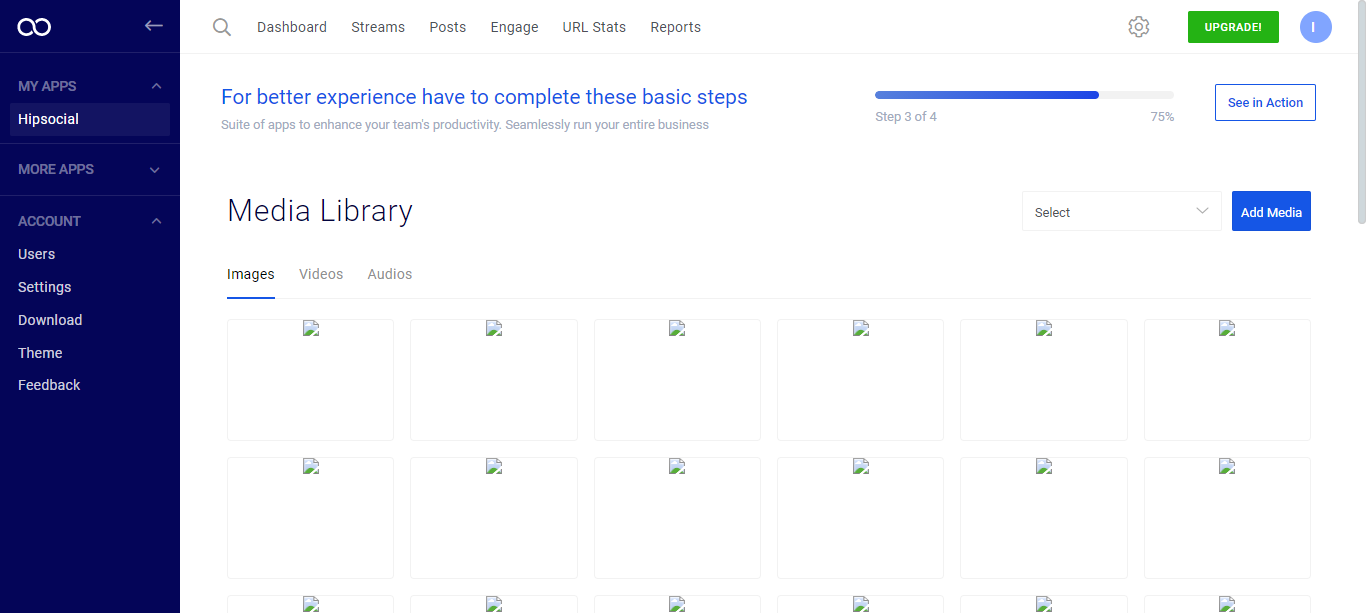 Dashboard Streams Posts Engage URL Stats Reports UPGRADE! I
MY APPS
Hipsocial
MORE APPS
ACCOUNT
Users
Settings
Download
Theme
Feedback
For better experience have to complete these basic steps
Suite of apps to enhance your team's productivity. Seamlessly run your entire business
Step 3 of 4 75%
See in Action
Media Library
Select
Add Media
Images Videos Audios